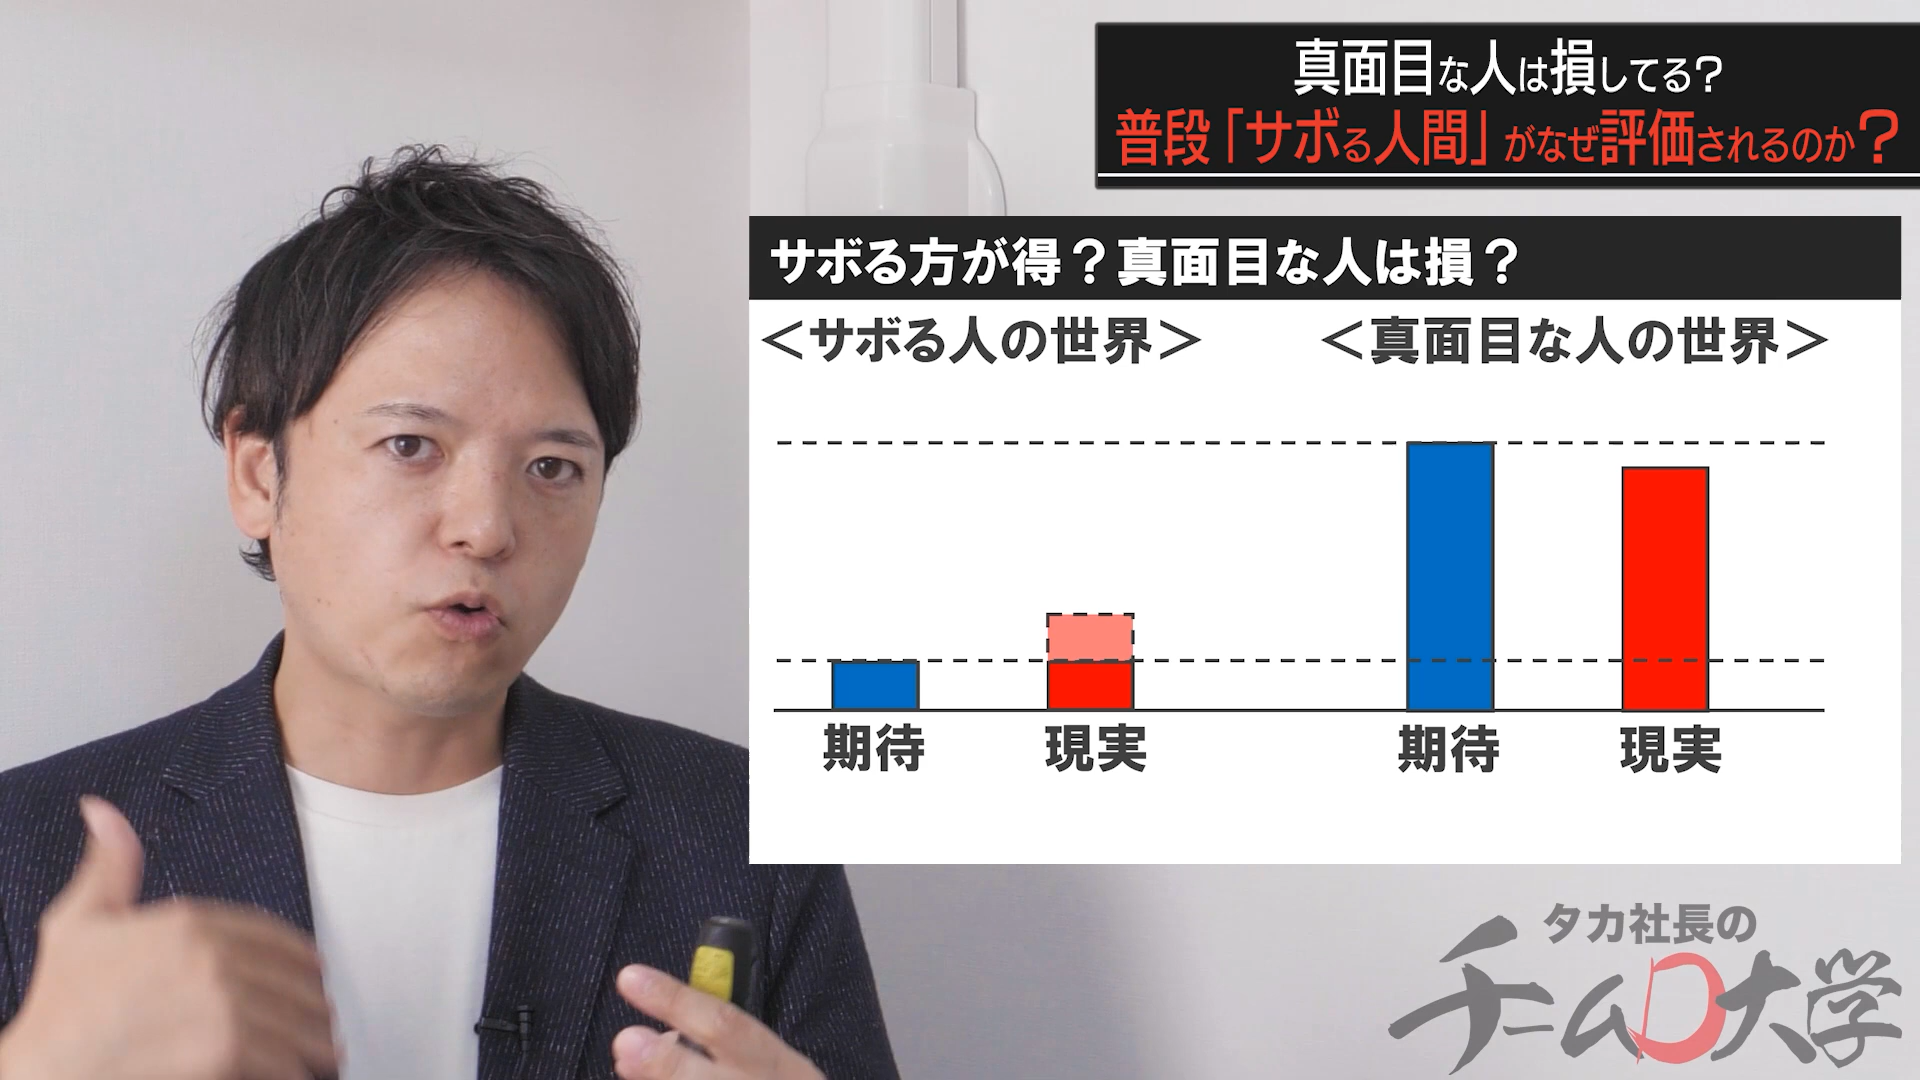 真面目な人は損してる？
普段「サボる人間」がなぜ評価されるのか？
サボる方が得？真面目な人は損？
＜サボる人の世界＞
＜真面目な人の世界＞
期待
現実
期待
現実
タカ社長の
チームD大学